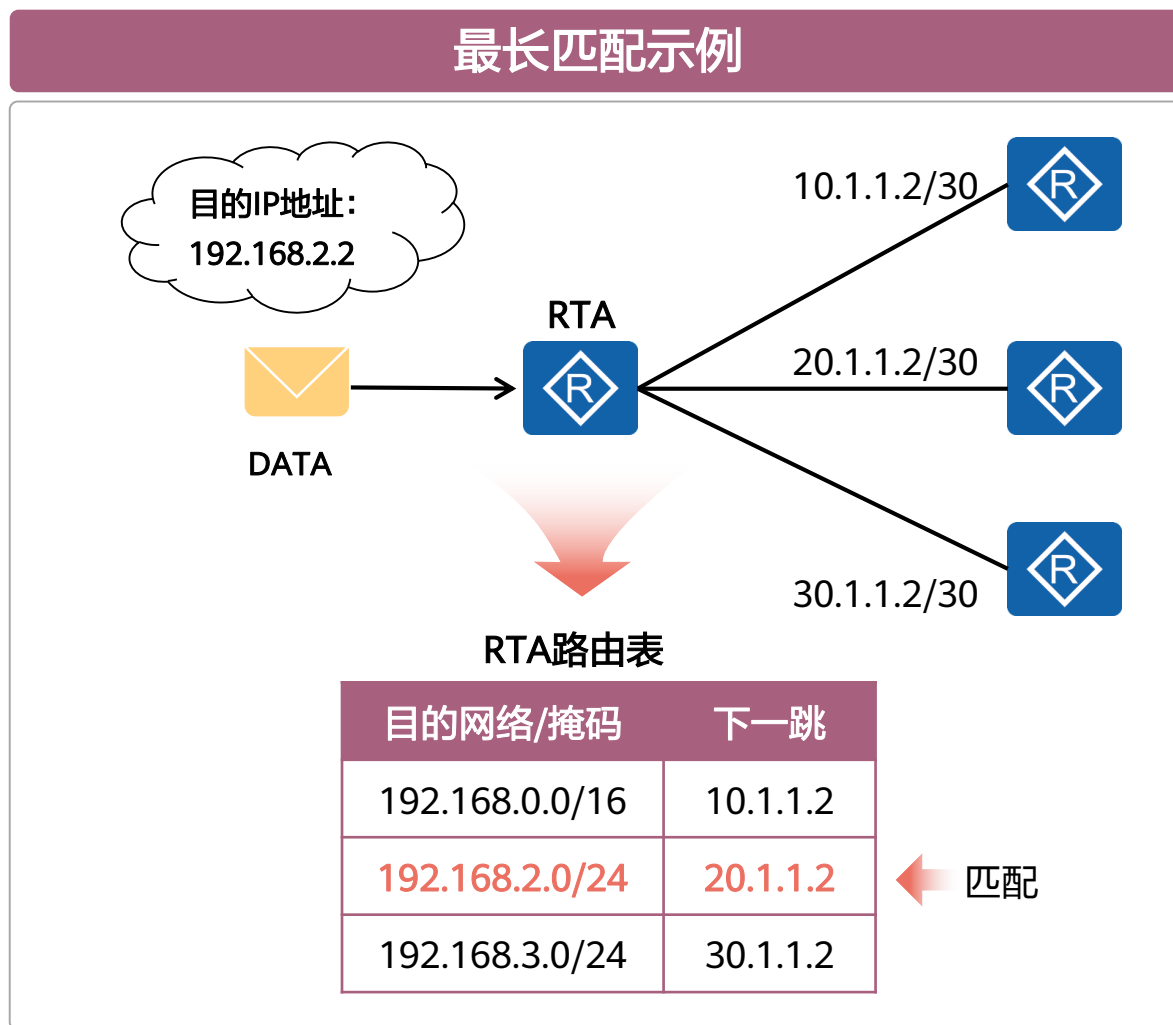 最长匹配示例
目的IP地址：
192.168.2.2
DATA
RTA
R
10.1.1.2/30
R
20.1.1.2/30
R
30.1.1.2/30
R
RTA路由表
目的网络/掩码 下一跳
192.168.0.0/16 10.1.1.2
192.168.2.0/24 20.1.1.2 匹配
192.168.3.0/24 30.1.1.2